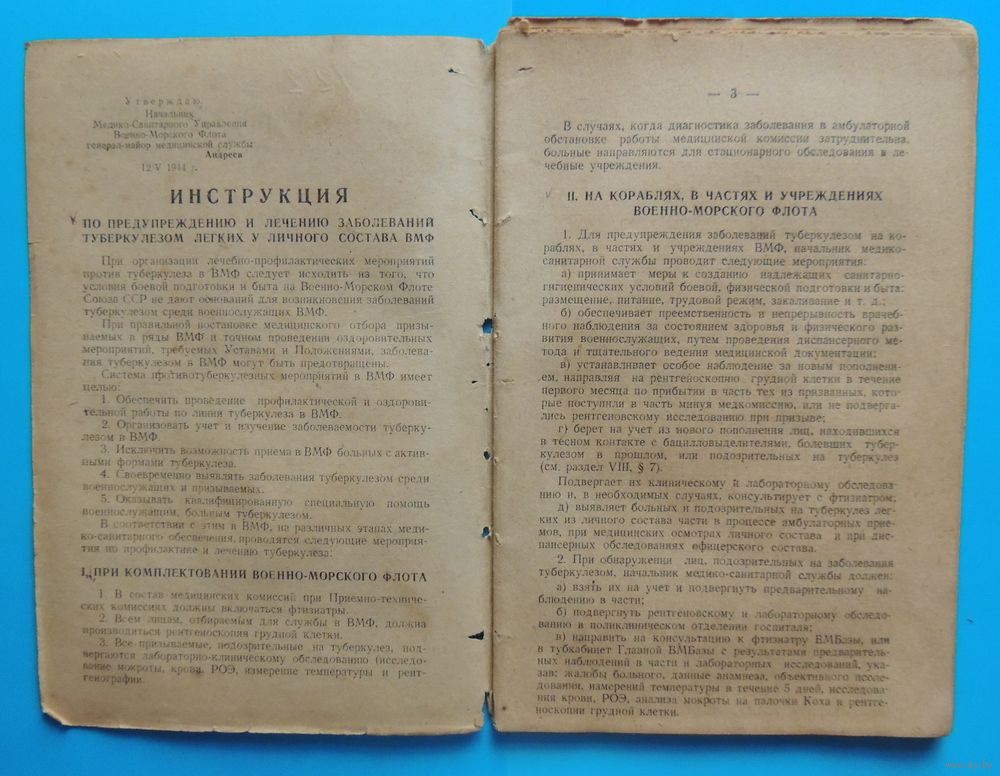 Утверждаю.
Начальник
Медико-Санитарного Управления
Военно-Морского Флота
генерал-майор медицинской службы
Андреев
12 V 1944 г.
ИНСТРУКЦИЯ
ПО ПРЕДУПРЕЖДЕНИЮ И ЛЕЧЕНИЮ ЗАБОЛЕВАНИЙ
ТУБЕРКУЛЕЗОМ ЛЕГКИХ У ЛИЧНОГО СОСТАВА ВМФ
При организации лечебно-профилактических мероприятий
против туберкулеза в ВМФ следует исходить из того, что
условия боевой подготовки и быта на Военно-Морском Флоте
Союза ССР не дают оснований для возникновения заболеваний
туберкулезом среди военнослужащих ВМФ.
При правильной постановке медицинского отбора призы-
ваемых в ряды ВМФ и точном проведении оздоровительных
мероприятий, требуемых Уставами и Положениями, заболева-
ния туберкулезом в ВМФ могут быть предотвращены.
Система противотуберкулезных мероприятий в ВМФ имеет
целью:
1. Обеспечить проведение профилактической и оздорови-
тельной работы по линии туберкулеза в ВМФ.
2. Организовать учет и изучение заболеваемости туберку-
лезом в ВМФ.
3. Исключить возможность приема в ВМФ больных с актив-
ными формами туберкулеза.
4. Своевременно выявлять заболевания туберкулезом среди
военнослужащих и призываемых.
5. Оказывать квалифицированную специальную помощь
военнослужащим, больным туберкулезом.
В соответствии с этим в ВМФ, на различных этапах меди-
ко-санитарного обеспечения, проводятся следующие мероприя-
тия по профилактике и лечению туберкулеза:
I. ПРИ КОМПЛЕКТОВАНИИ ВОЕННО-МОРСКОГО ФЛОТА
1. В состав медицинских комиссий при Приемно-техниче-
ских комиссиях должны включаться фтизиатры.
2. Всем лицам, отбираемым для службы в ВМФ, должна
производиться рентгеноскопия грудной клетки.
3. Все призываемые, подозрительные на туберкулез, под-
вергаются лабораторно-клиническому обследованию (исследо-
вание мокроты, крови, РОЭ, измерение температуры и рент-
генографии.
— 3 —
В случаях, когда диагностика заболевания в амбулаторной
обстановке работы медицинской комиссии затруднительна,
больные направляются для стационарного обследования в ле-
чебные учреждения.
II. НА КОРАБЛЯХ, В ЧАСТЯХ И УЧРЕЖДЕНИЯХ
ВОЕННО-МОРСКОГО ФЛОТА
1. Для предупреждения заболеваний туберкулезом на ко-
раблях, в частях и учреждениях ВМФ, начальник медико-
санитарной службы проводит следующие мероприятия:
а) принимает меры к созданию надлежащих санитарно-
гигиенических условий боевой, физической подготовки и быта:
размещение, питание, трудовой режим, закаливание и т. д.;
б) обеспечивает преемственность и непрерывность врачеб-
ного наблюдения за состоянием здоровья и физического раз
вития военнослужащих, путем проведения диспансерного ме-
тода и тщательного ведения медицинской документации;
в) устанавливает особое наблюдение за новым пополнени-
ем, направляя на рентгейоскопию грудной клетки в течение
первого месяца по прибытии в часть тех из призванных, кото-
рые поступили в часть минуя медкомиссию, или не подверга-
лись рентгеновскому исследованию при призыве;
г) берет на учет из нового пополнения лиц, находившихся
в тесном контакте с бацилловыделителями, болевших тубер-
кулезом в прошлом, или подозрительных на туберкулез
(см. раздел VIII, § 7).
Подвергает их клиническому и лабораторному обследова
нию и, в необходимых случаях, консультирует с фтизиатром;
д) выявляет больных и подозрительных на туберкулез лег-
ких из личного состава части в процессе амбулаторных прие-
мов, при медицинских осмотрах личного состава и при дис-
пансерных обследованиях офицерского состава.
2. При обнаружении лиц, подозрительных на заболевания
туберкулезом, начальник медико-санитарной службы должен:
а) взять их на учет и подвергнуть предварительному на-
блюдению в части;
б) подвергнуть рентгеновскому и лабораторному обследо-
ванию в поликлиническом отделении госпиталя;
в) направить на консультацию к фтизиатру ВМБазы, или
в тубкабинет Главной ВМБазы с результатами предваритель-
ных наблюдений в части и лабораторных исследований, ука-
зав: жалобы больного, данные анамнеза, объективного иссле-
дования, измерений температуры в течение 5 дней, исследова-
ния крови, РОЭ, анализа мокроты на палочки Коха и рентге-
носкопии грудной клетки.